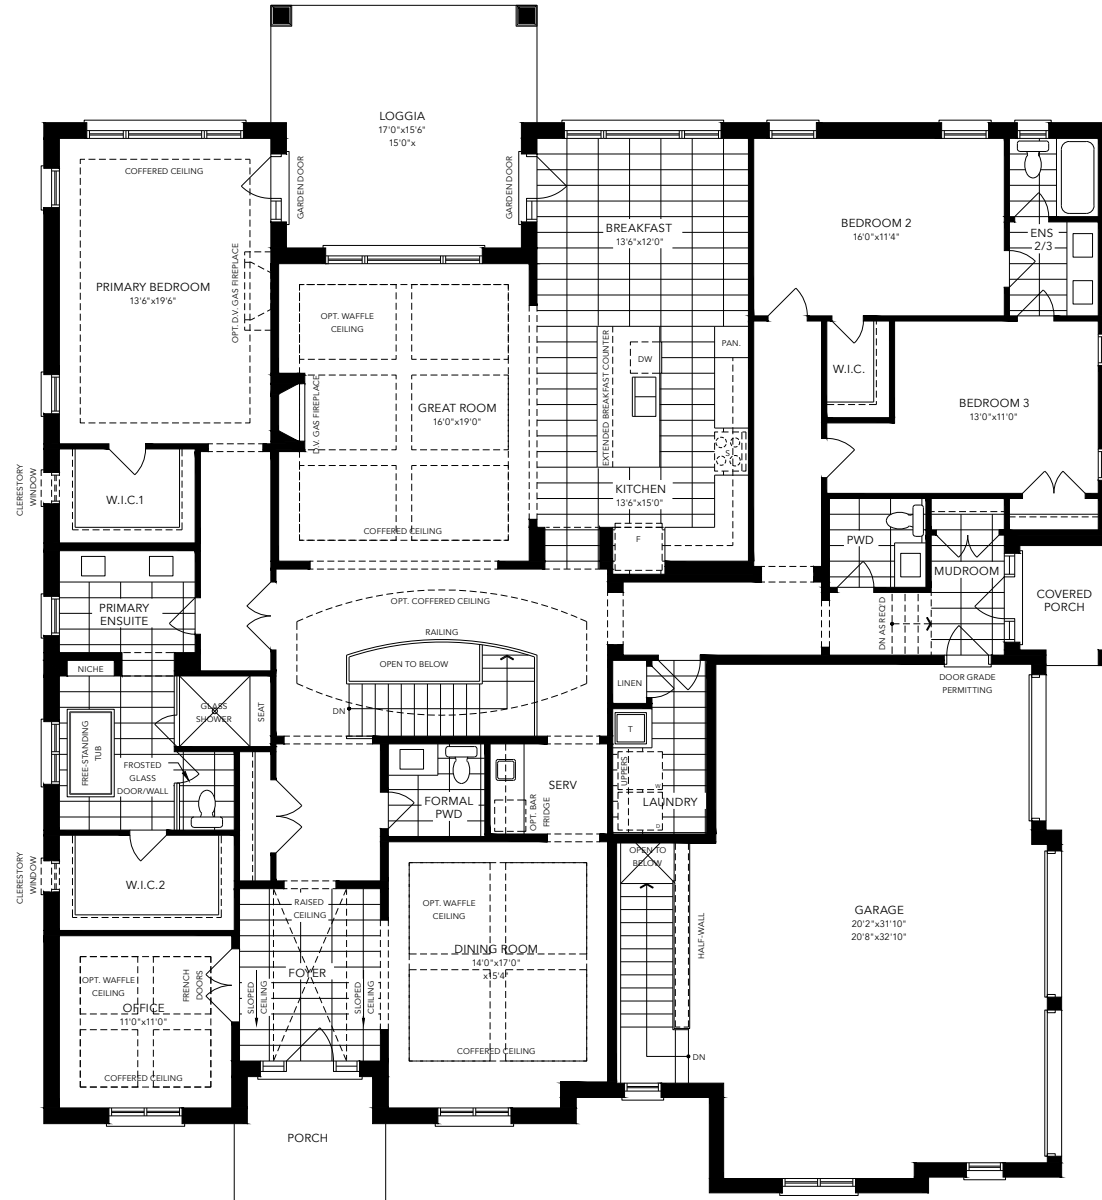 LOGGIA
17'0"x15'6"
15'0"x
COFFERED CEILING
GARDEN DOOR
GARDEN DOOR
BREAKFAST
13'6"x12'0"
BEDROOM 2
16'0"x11'4"
ENS
2/3
PRIMARY BEDROOM
13'6"x19'6"
OPT. D.V. GAS FIREPLACE
OPT. WAFFLE
CEILING
EXTENDED BREAKFAST COUNTER
DW
PAN.
W.I.C.
D.V. GAS FIREPLACE
GREAT ROOM
16'0"x19'0"
BEDROOM 3
13'0"x11'0"
S
CLERESTORY
WINDOW
W.I.C.1
KITCHEN
13'6"x15'0"
COFFERED CEILING
F
PWD
MUDROOM
COVERED
PORCH
PRIMARY
ENSUITE
OPT. COFFERED CEILING
DN AS REQ'D
RAILING
OPEN TO BELOW
NICHE
LINEN
DOOR GRADE
PERMITTING
GLASS
SHOWER
SEAT
DN
FREE-STANDING
TUB
T
FROSTED
GLASS
DOOR/WALL
UPPERS
W
D
LAUNDRY
FORMAL
PWD
SERV
OPT. BAR
FRIDGE
OPEN TO
BELOW
CLERESTORY
WINDOW
W.I.C.2
RAISED
CEILING
OPT. WAFFLE
CEILING
GARAGE
20'2"x31'10"
20'8"x32'10"
HALF-WALL
DINING ROOM
14'0"x17'0"
x15'4"
FOYER
SLOPED
CEILING
SLOPED
CEILING
FRENCH
DOORS
OPT. WAFFLE
CEILING
OFFICE
11'0"x11'0"
COFFERED CEILING
COFFERED CEILING
DN
PORCH